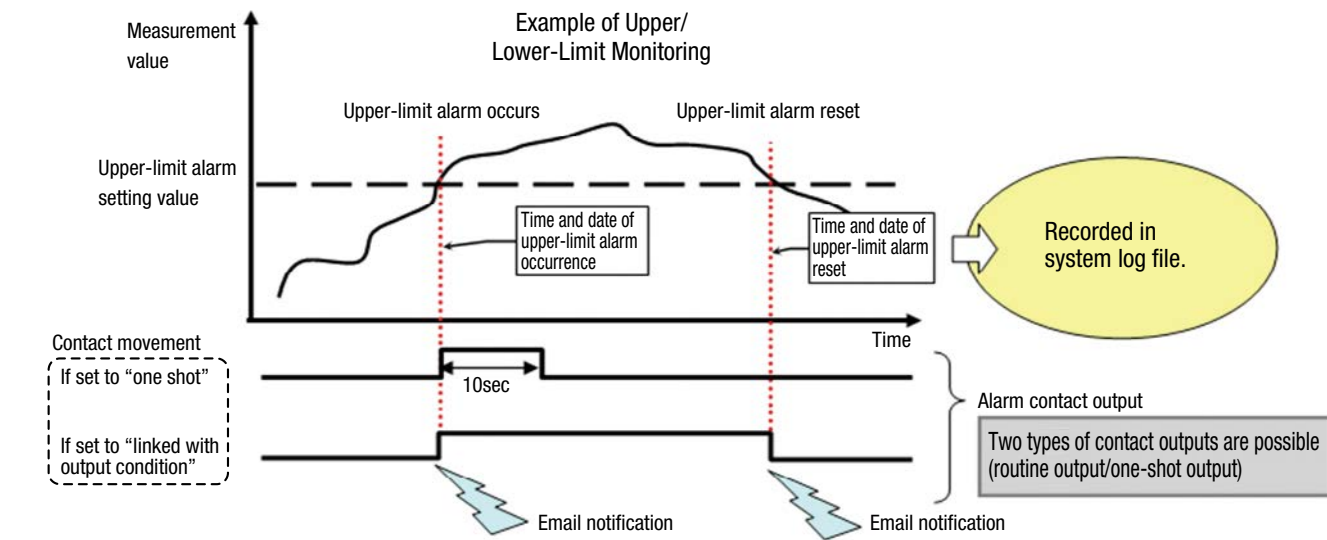 Example of Upper/
Lower-Limit Monitoring
Measurement
value
Upper-limit alarm occurs
Upper-limit alarm reset
Upper-limit alarm
setting value
Time and date of
upper-limit alarm
occurrence
Time and date of
upper-limit alarm
reset
Recorded in
system log file.
Time
Contact movement
If set to “one shot”
10sec
If set to “linked with
output condition”
Alarm contact output
Two types of contact outputs are possible
(routine output/one-shot output)
Email notification
Email notification